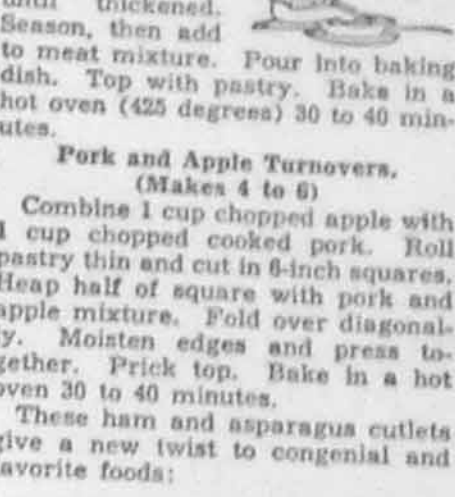 until thickened.
Season, then add
to meat mixture. Pour into baking
dish. Top with pastry. Bake in a
hot oven (425 degrees) 30 to 40 min-
utes.
Pork and Apple Turnovers.
(Makes 4 to 6)
Combine 1 cup chopped apple with
1 cup chopped cooked pork. Roll
pastry thin and cut in 6-inch squares.
Heap half of square with pork and
apple mixture. Fold over diagonal-
ly. Moisten edges and press to-
gether. Prick top. Bake in a hot
oven 30 to 40 minutes.
These ham and asparagus cutlets
give a new twist to congenial and
favorite foods: